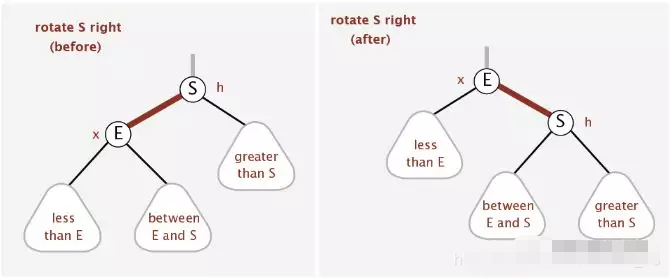 rotate S right
(before)
S
h
x
E
greater
than S
less
than E
between
E and S
rotate S right
(after)
x
E
less
than E
S
h
between
E and S
greater
than S